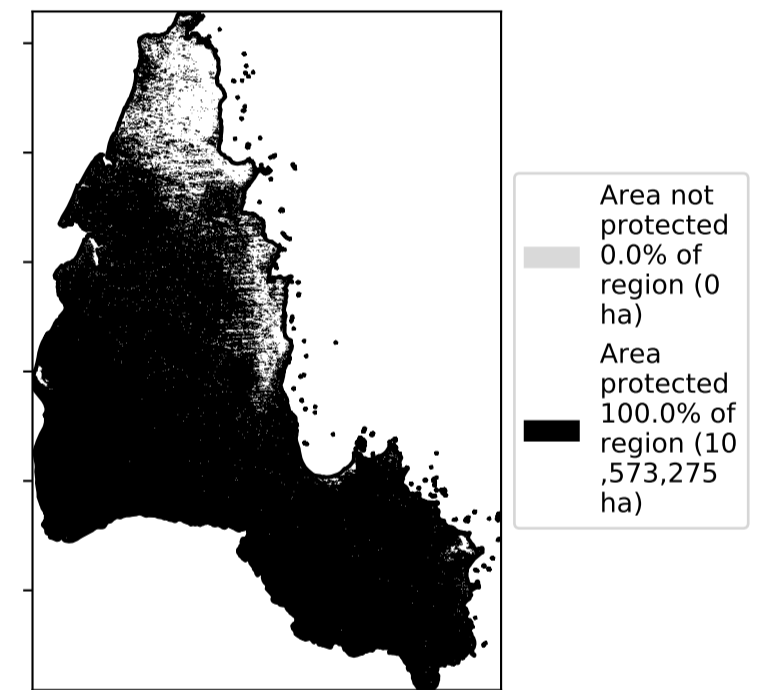 Area not
protected
0.0% of
region (0
ha)
Area
protected
100.0% of
region (10
,573,275
ha)